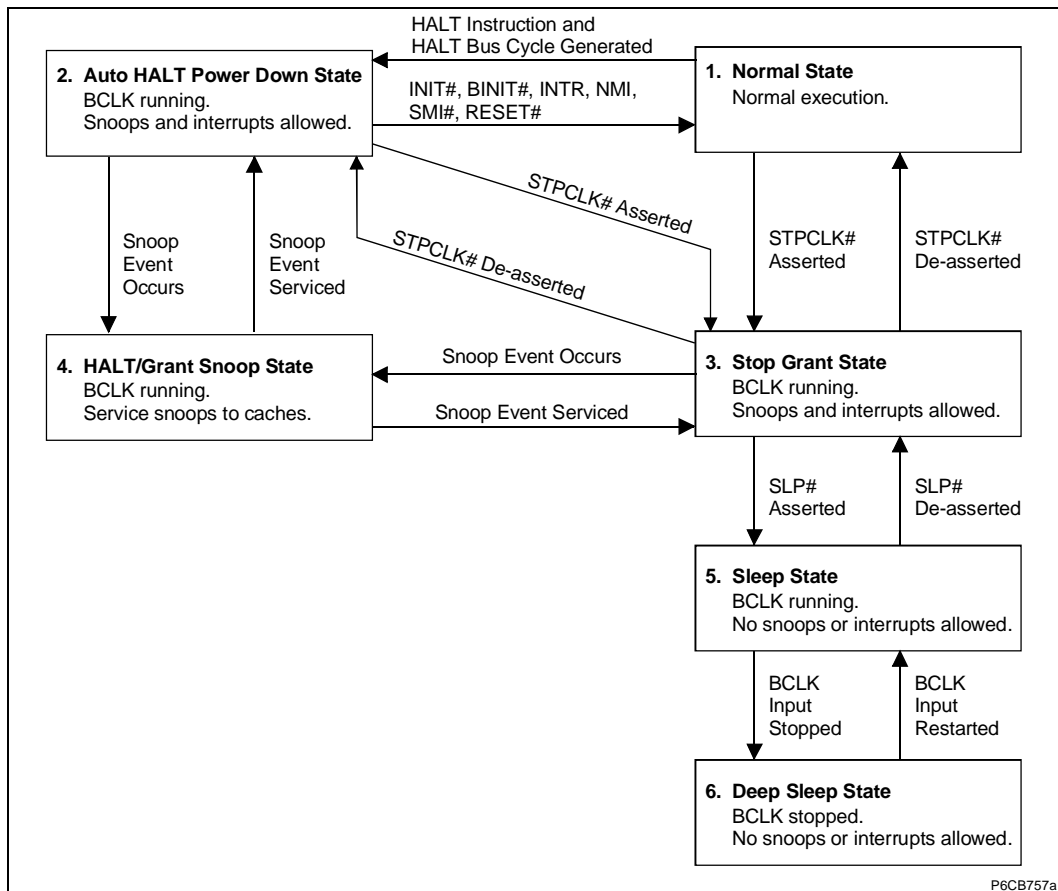 HALT Instruction and
HALT Bus Cycle Generated
2. Auto HALT Power Down State
BCLK running.
Snoops and interrupts allowed.
INIT#, BINIT#, INTR, NMI,
SMI#, RESET#
1. Normal State
Normal execution.
STPCLK# Asserted
STPCLK# De-asserted
Snoop
Event
Occurs
Snoop
Event
Serviced
STPCLK#
Asserted
STPCLK#
De-asserted
4. HALT/Grant Snoop State
BCLK running.
Service snoops to caches.
Snoop Event Occurs
Snoop Event Serviced
3. Stop Grant State
BCLK running.
Snoops and interrupts allowed.
SLP#
Asserted
SLP#
De-asserted
5. Sleep State
BCLK running.
No snoops or interrupts allowed.
BCLK
Input
Stopped
BCLK
Input
Restarted
6. Deep Sleep State
BCLK stopped.
No snoops or interrupts allowed.
P6CB757a